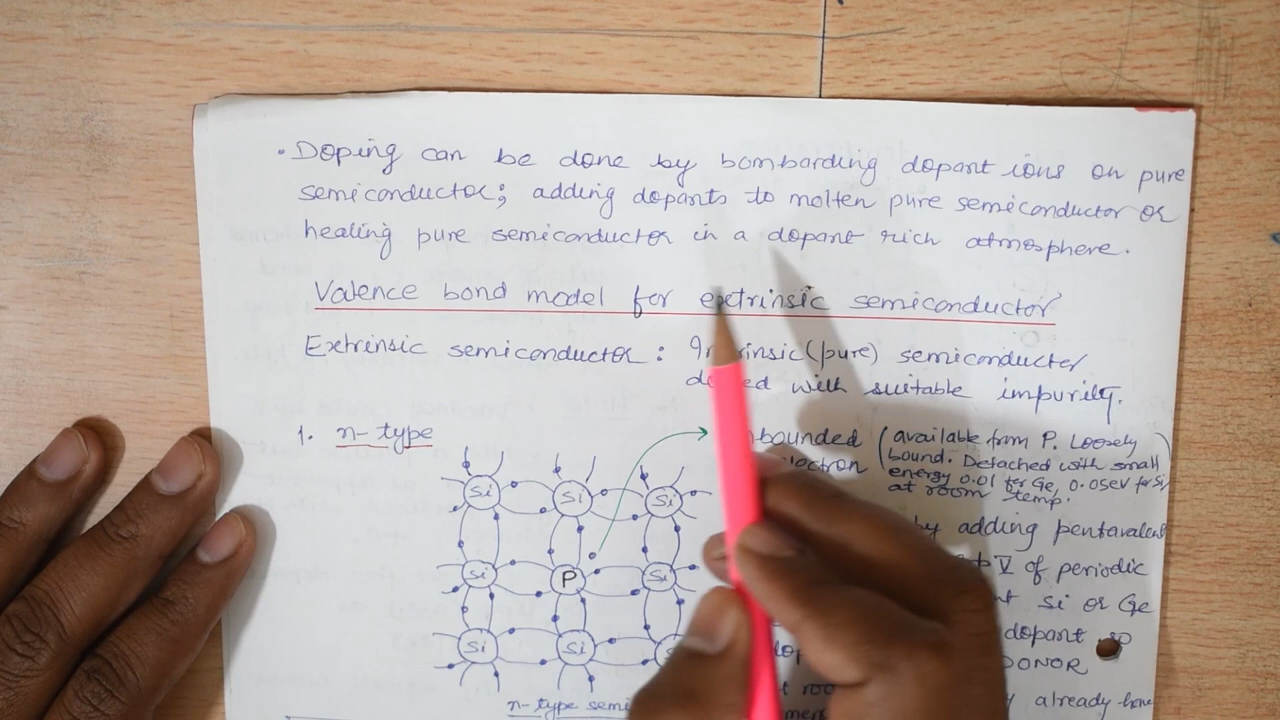 • Doping can be done by bombarding dopant ions on pure
semiconductor; adding dopants to molten pure semiconductor or
heating pure semiconductor in a dopant rich atmosphere.
Valence bond model for extrinsic semiconductor
Extrinsic semiconductor : Intrinsic (pure) semiconductor
doped with suitable impurity.
1. n-type
bounded
(available from P. Loosely
bound. Detached with small
energy 0.01 for Ge, 0.05eV for Si
at room temp.
Si Si Si
by adding pentavalent
Si P Si
V of periodic
Si or Ge
Si Si
dopant so
DONOR
n-type
already have